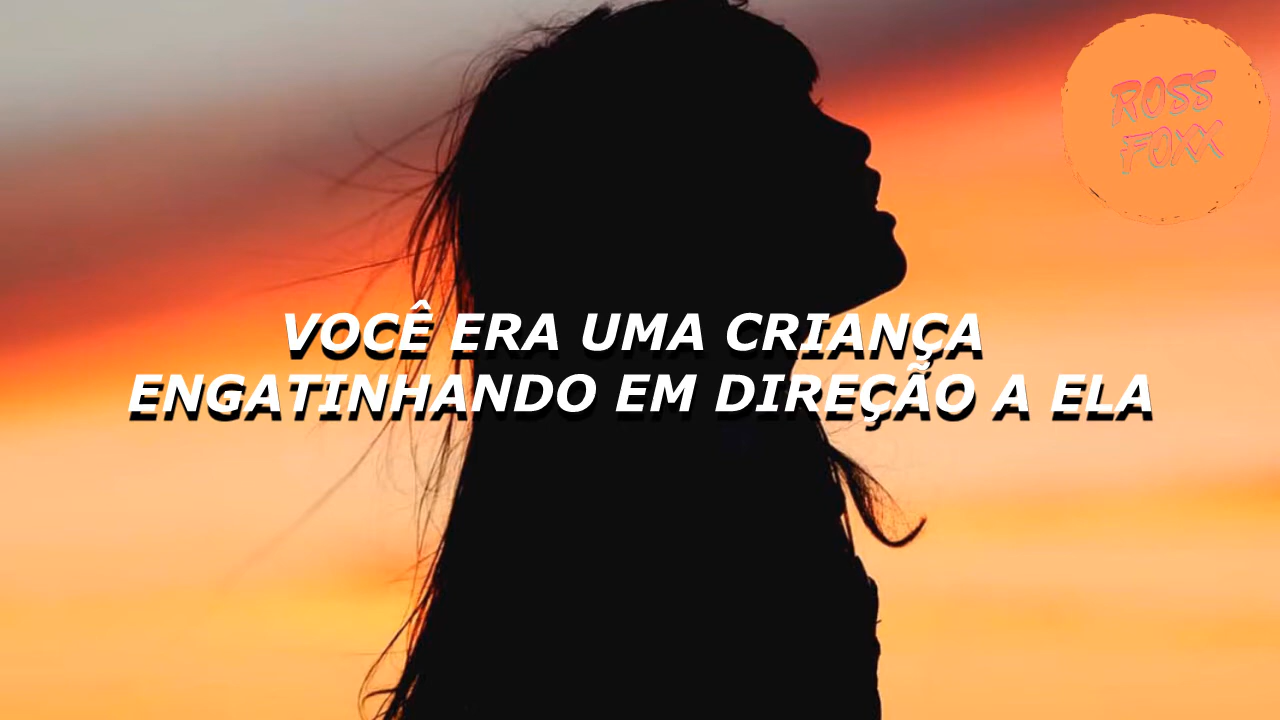 ROSS
FOXX
VOCÊ ERA UMA CRIANÇA
ENGATINHANDO EM DIREÇÃO A ELA